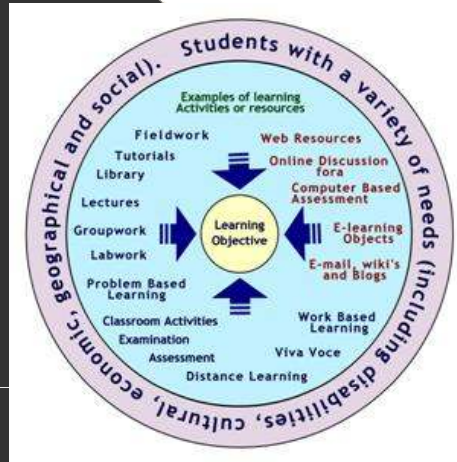 Students with a variety of needs (including disabilities, cultural, economic, geographical and social).
Examples of learning
Activities or resources
Fieldwork
Tutorials
Library
Lectures
Groupwork
Labwork
Problem Based
Learning
Classroom Activities
Examination
Assessment
Distance Learning
Viva Voce
Work Based
Learning
Web Resources
Online Discussion
fora
Computer Based
Assessment
E-learning
Objects
E-mail, wiki's
and Blogs
Learning
Objective